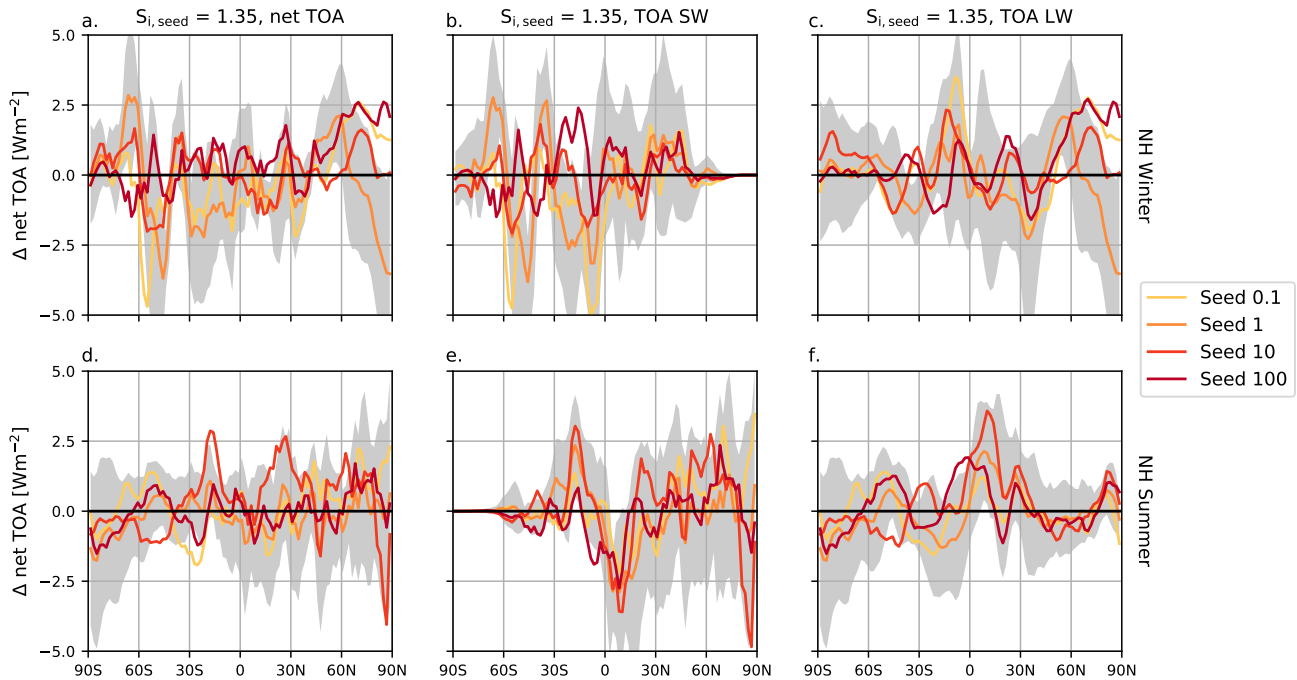 a.
S_i, seed = 1.35, net TOA
b.
S_i, seed = 1.35, TOA SW
c.
S_i, seed = 1.35, TOA LW
Δ net TOA [Wm⁻²]
5.0
2.5
0.0
−2.5
−5.0
NH Winter
Seed 0.1
Seed 1
Seed 10
Seed 100
d.
e.
f.
Δ net TOA [Wm⁻²]
5.0
2.5
0.0
−2.5
−5.0
NH Summer
90S 60S 30S 0 30N 60N 90N
90S 60S 30S 0 30N 60N 90N
90S 60S 30S 0 30N 60N 90N